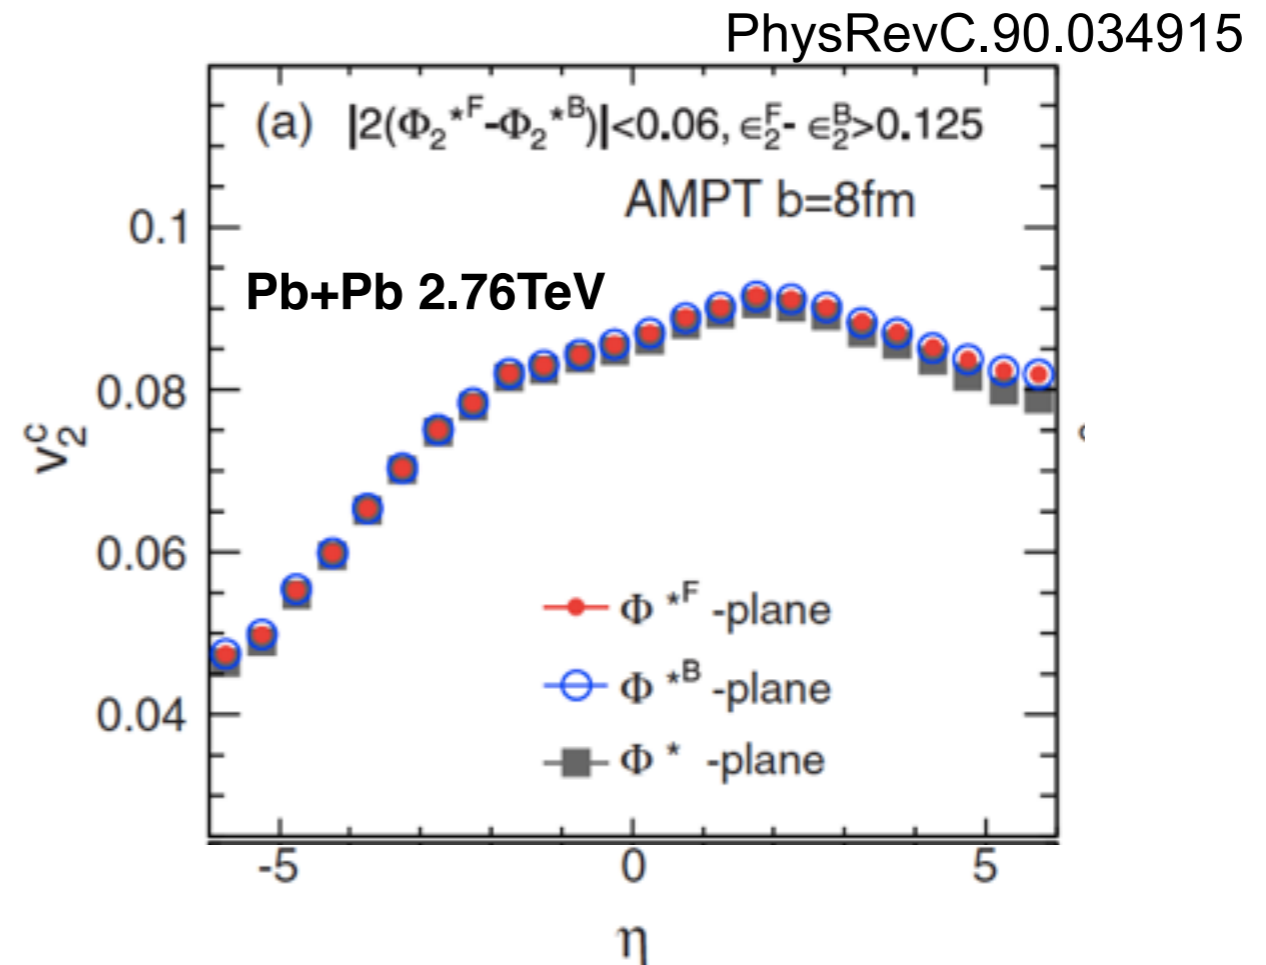 PhysRevC.90.034915
(a) |2(Φ₂*ᶠ-Φ₂*ᴮ)|<0.06, ϵ₂ᶠ- ϵ₂ᴮ>0.125
AMPT b=8fm
Pb+Pb 2.76TeV
0.1
0.08
0.06
0.04
v₂ᶜ
Φ *ᶠ -plane
Φ *ᴮ -plane
Φ * -plane
-5 0 5
η